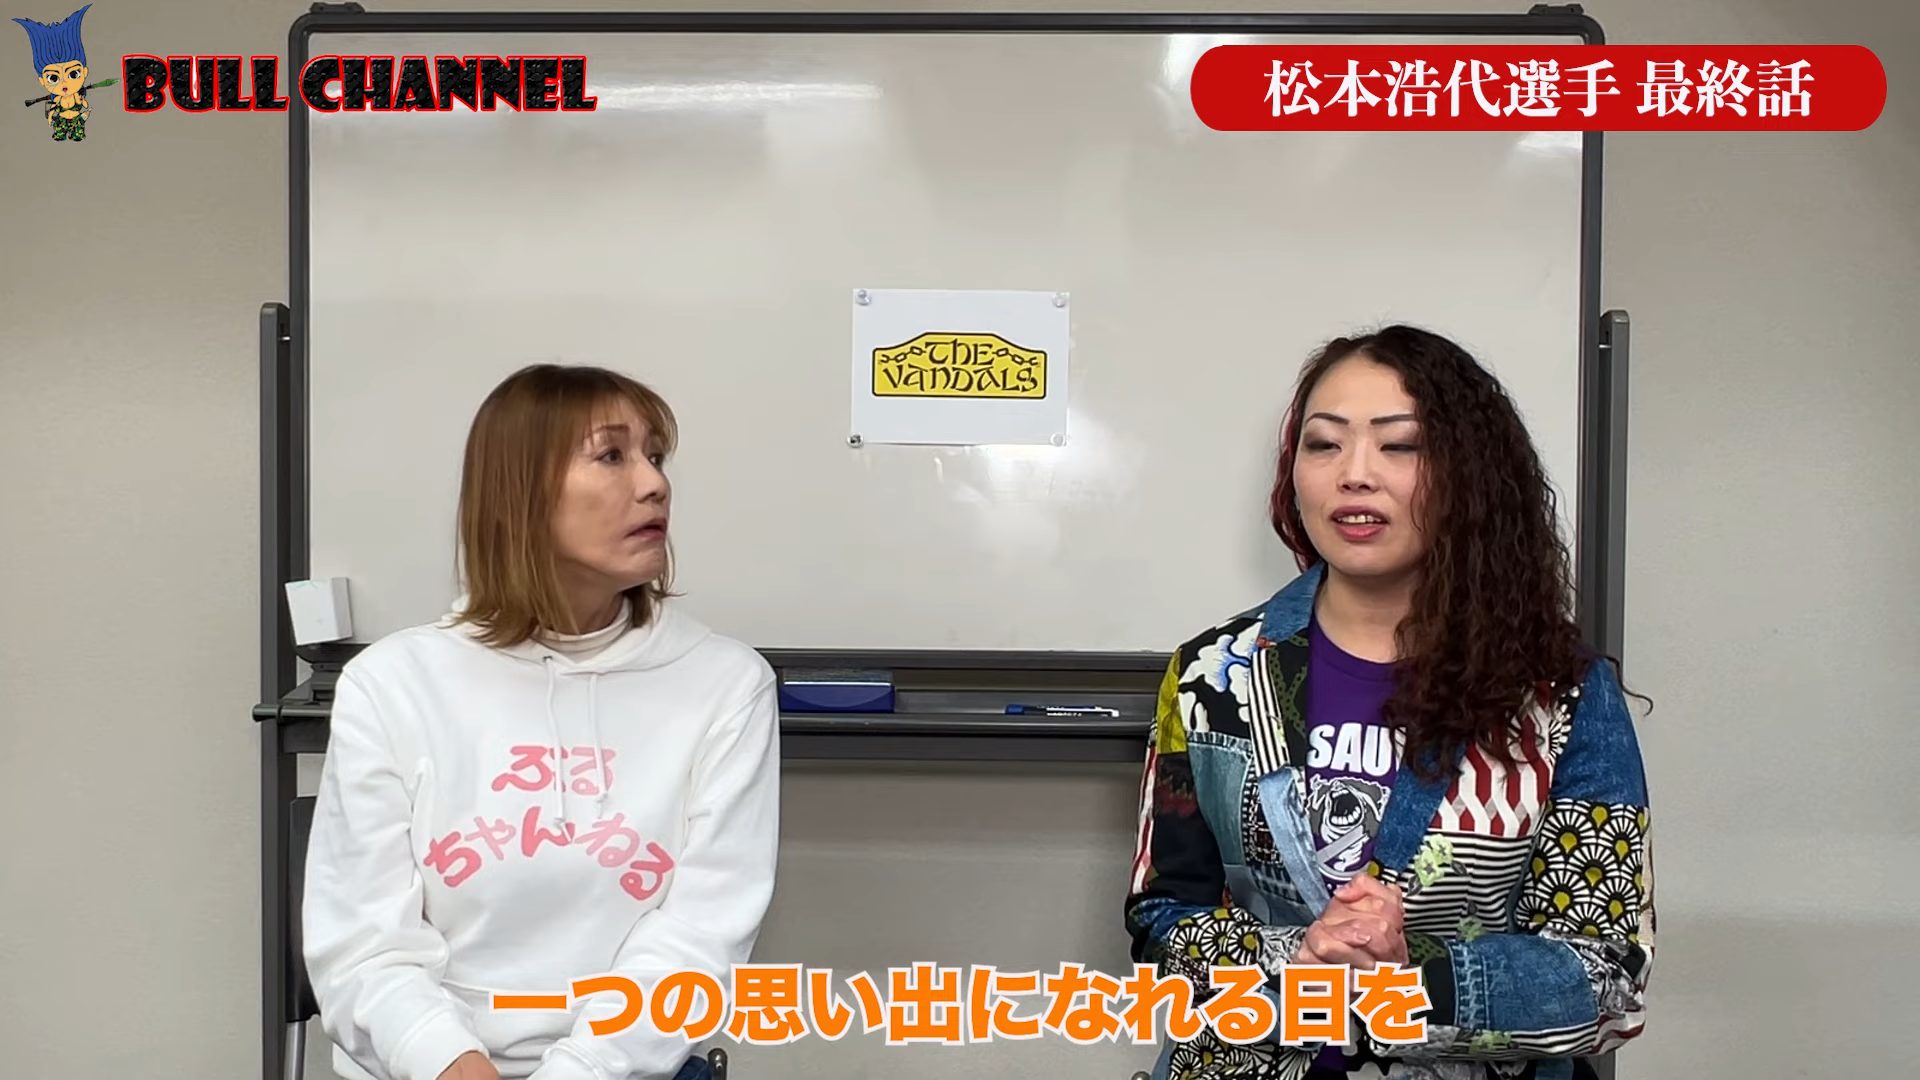 BULL CHANNEL
松本浩代選手 最終話
THE
VANDALS
SAU
ぶる
ちゃんねる
一つの思い出になれる日を